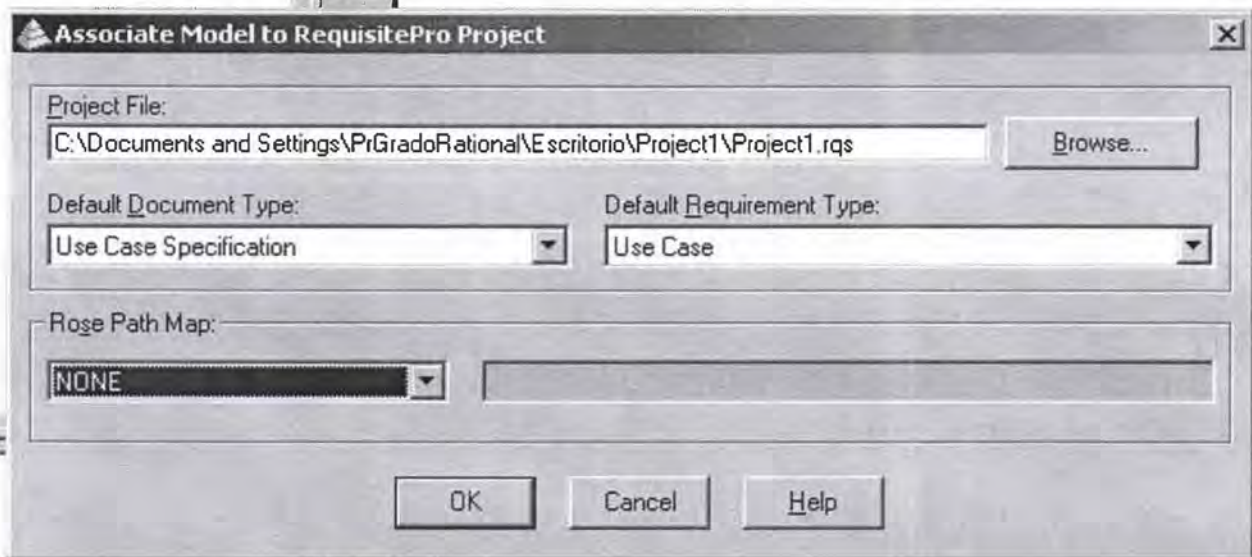 Associate Model to RequisitePro Project
Project File:
C:\Documents and Settings\PrGradoRational\Escritorio\Project1\Project1.rqs
Browse...
Default Document Type:
Default Requirement Type:
Use Case Specification
Use Case
Rose Path Map:
NONE
OK
Cancel
Help